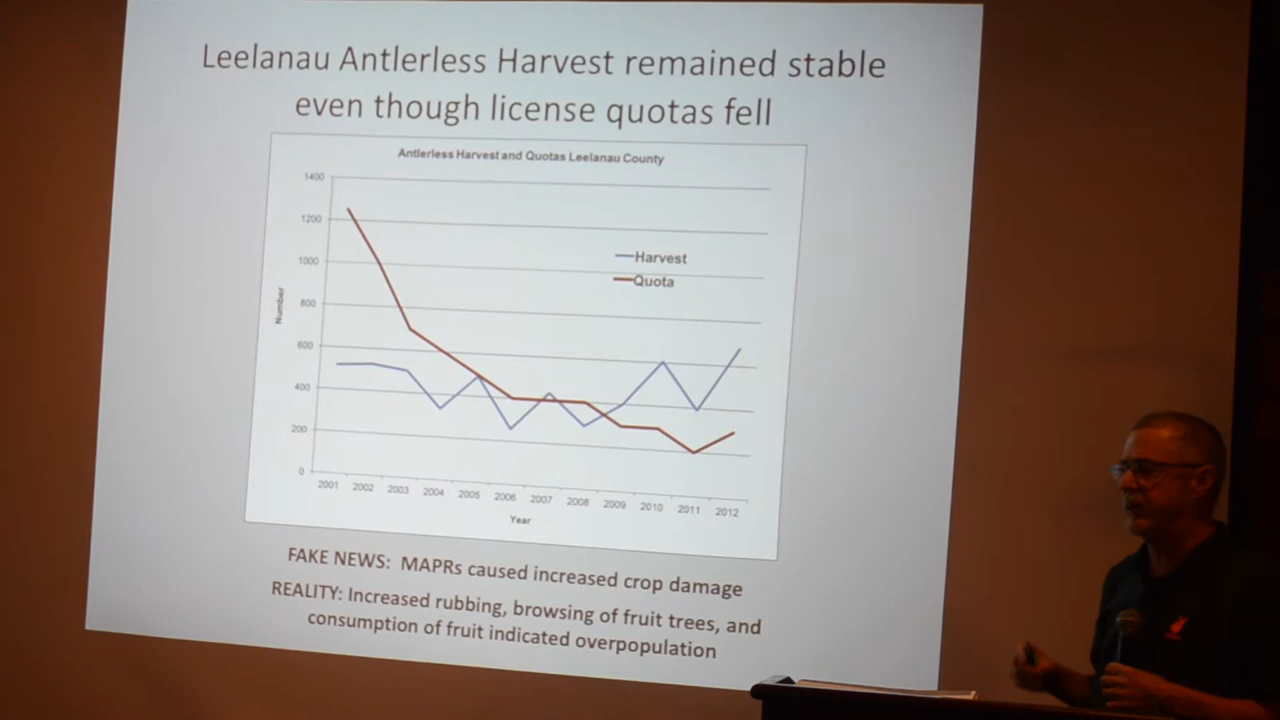 Leelanau Antlerless Harvest remained stable
even though license quotas fell
Antlerless Harvest and Quotas Leelanau County
1400
1200
1000
800
600
400
200
0
Number
Harvest
Quota
2001 2002 2003 2004 2005 2006 2007 2008 2009 2010 2011 2012
Year
FAKE NEWS: MAPRs caused increased crop damage
REALITY: Increased rubbing, browsing of fruit trees, and
consumption of fruit indicated overpopulation